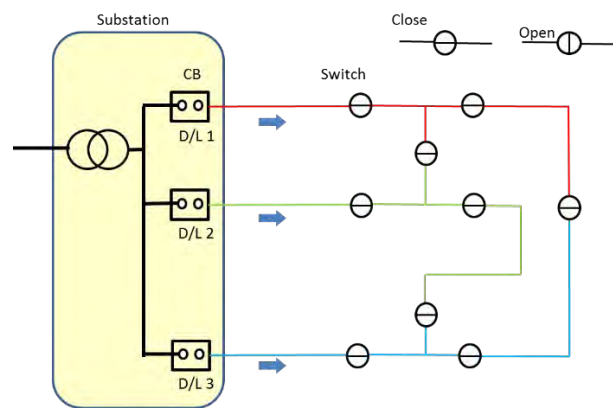 Substation
Close
Open
CB
Switch
D/L 1
D/L 2
D/L 3